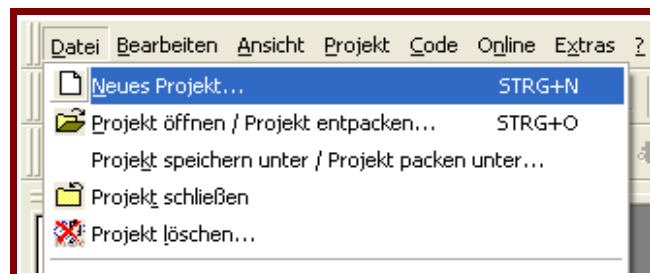 Datei Bearbeiten Ansicht Projekt Code Online Extras ?
Neues Projekt... STRG+N
Projekt öffnen / Projekt entpacken... STRG+O
Projekt speichern unter / Projekt packen unter...
Projekt schließen
Projekt löschen...